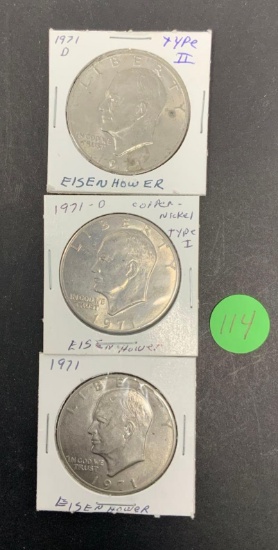 1971 type
D II
LIBERTY
IN GOD WE
TRUST
EISENHOWER
1971-D Copper-
Nickel
type
I
LIBERTY
IN GOD WE
TRUST
1971
EISENHOWER
114
1971
LIBERTY
IN GOD WE
TRUST
1971
EISENHOWER